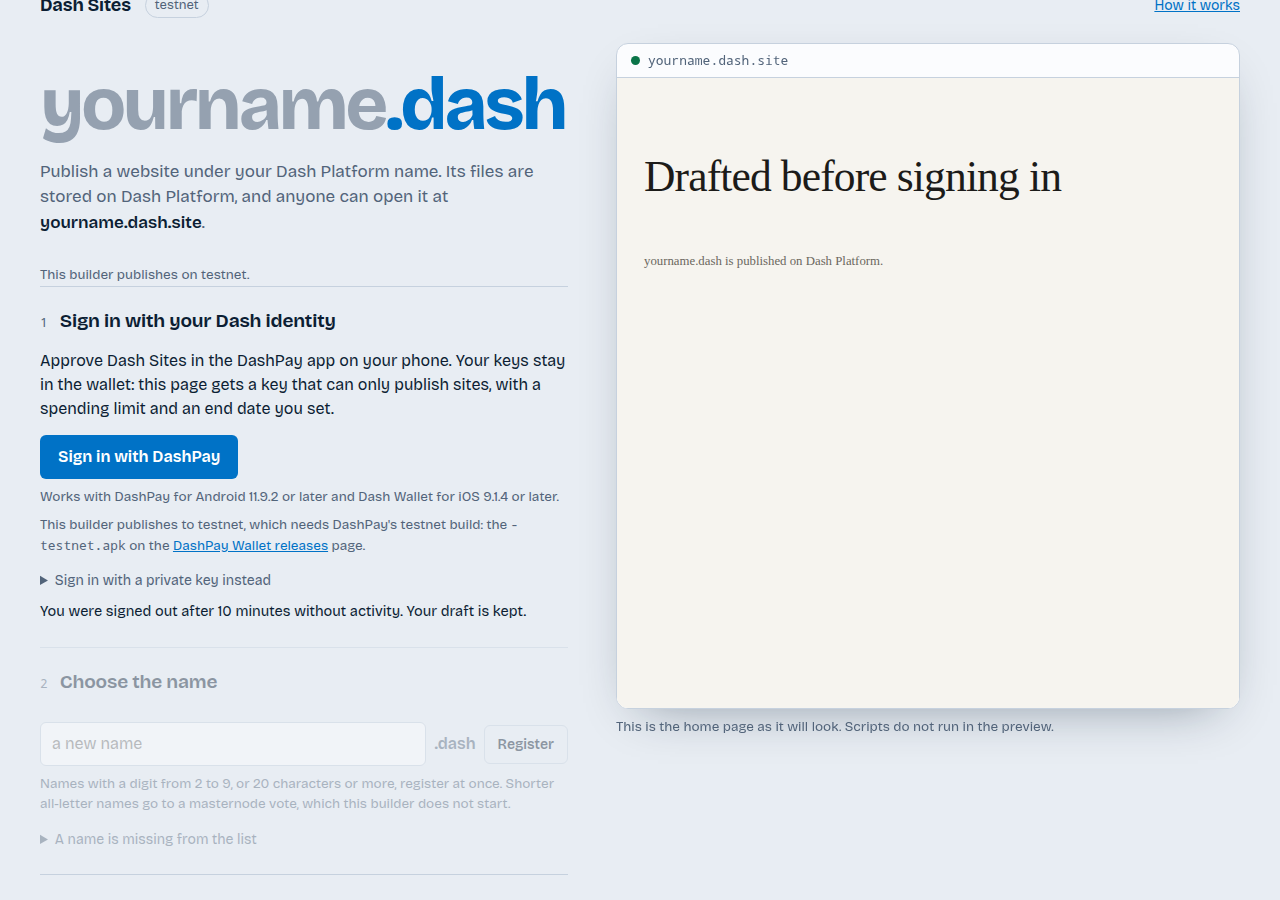 Dash Sites
testnet
How it works
yourname.dash
Publish a website under your Dash Platform name. Its files are
stored on Dash Platform, and anyone can open it at
yourname.dash.site.
This builder publishes on testnet.
1 Sign in with your Dash identity
Approve Dash Sites in the DashPay app on your phone. Your keys stay
in the wallet: this page gets a key that can only publish sites, with a
spending limit and an end date you set.
Sign in with DashPay
Works with DashPay for Android 11.9.2 or later and Dash Wallet for iOS 9.1.4 or later.
This builder publishes to testnet, which needs DashPay's testnet build: the -
testnet.apk on the DashPay Wallet releases page.
Sign in with a private key instead
You were signed out after 10 minutes without activity. Your draft is kept.
2 Choose the name
a new name
.dash
Register
Names with a digit from 2 to 9, or 20 characters or more, register at once. Shorter
all-letter names go to a masternode vote, which this builder does not start.
A name is missing from the list
yourname.dash.site
Drafted before signing in
yourname.dash is published on Dash Platform.
This is the home page as it will look. Scripts do not run in the preview.